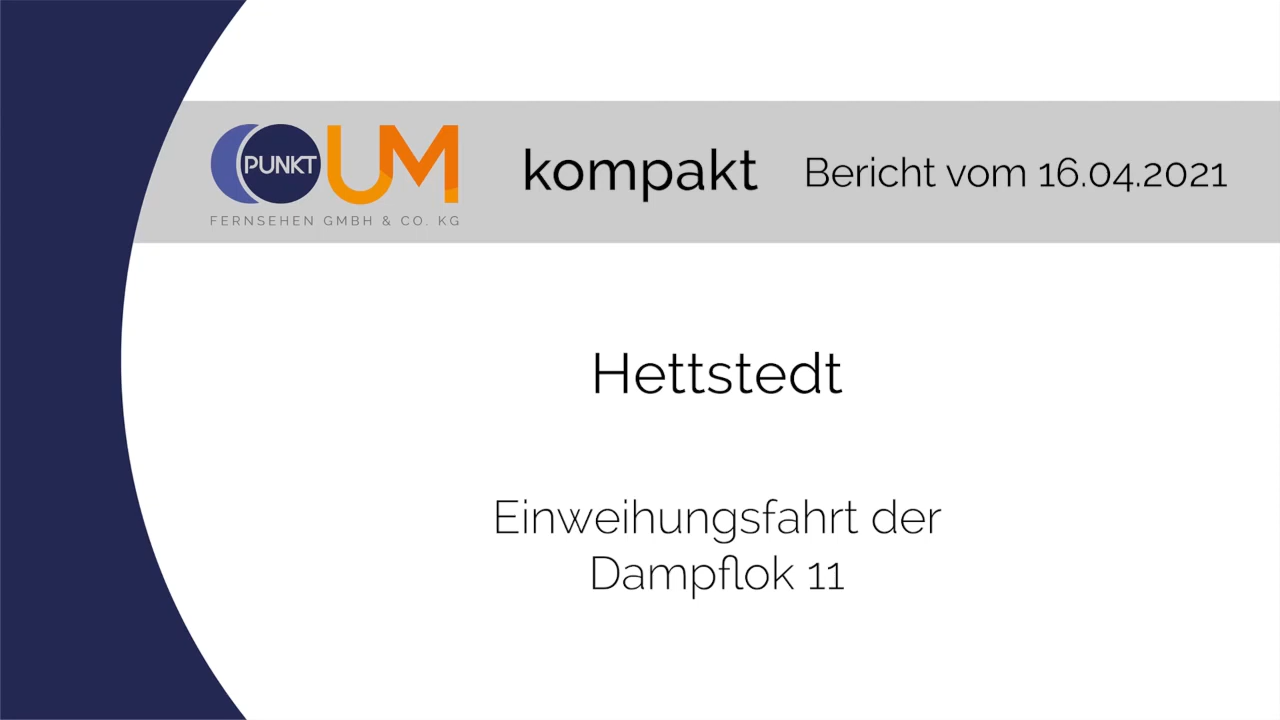 PUNKT UM
FERNSEHEN GMBH & CO. KG
kompakt
Bericht vom 16.04.2021
Hettstedt
Einweihungsfahrt der
Dampflok 11